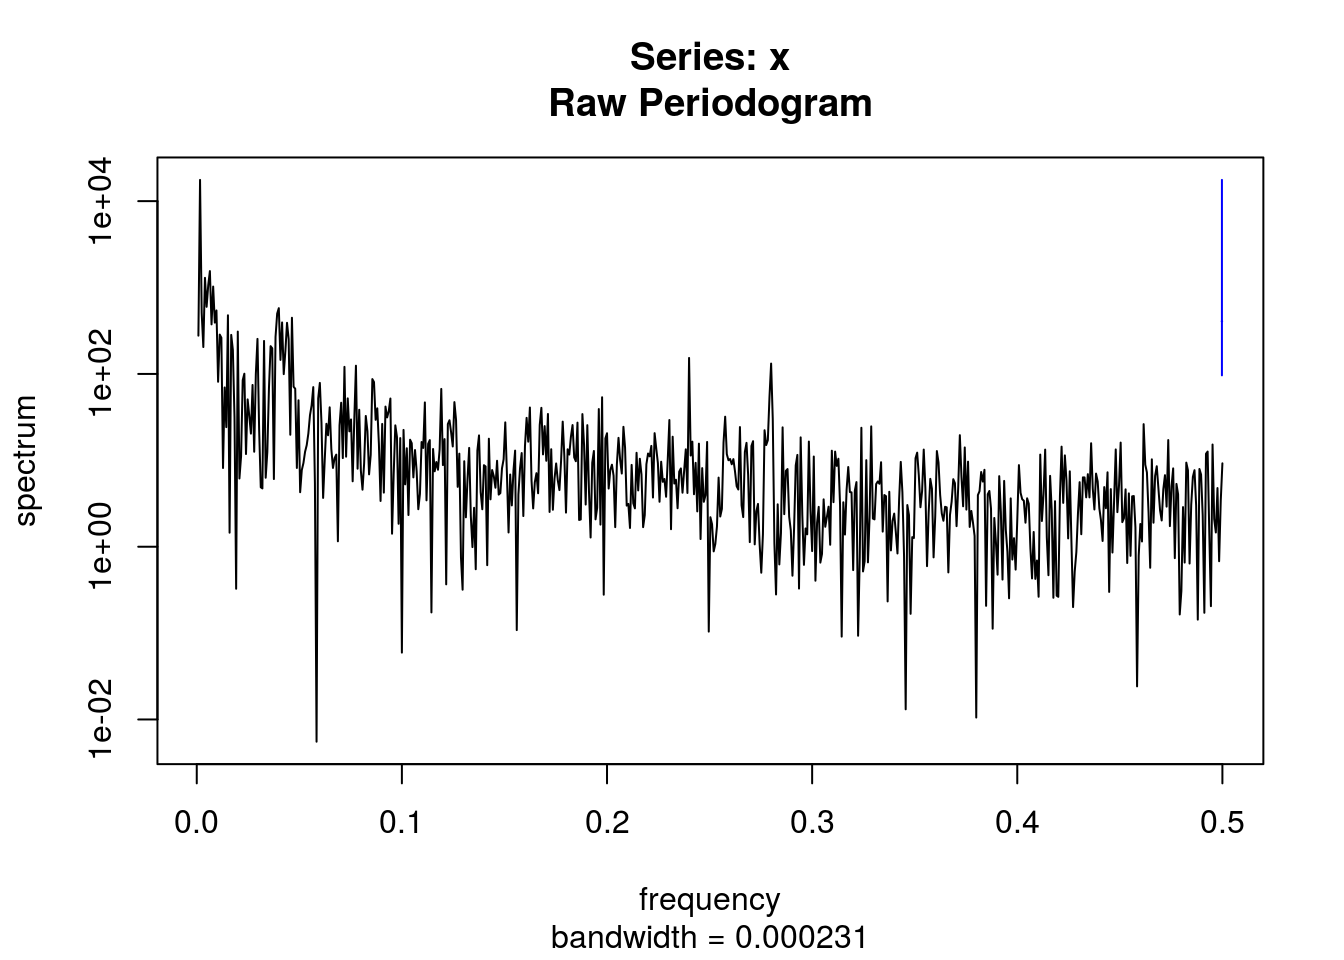 Series: x
Raw Periodogram
spectrum
1e+04
1e+02
1e+00
1e-02
0.0 0.1 0.2 0.3 0.4 0.5
frequency
bandwidth = 0.000231